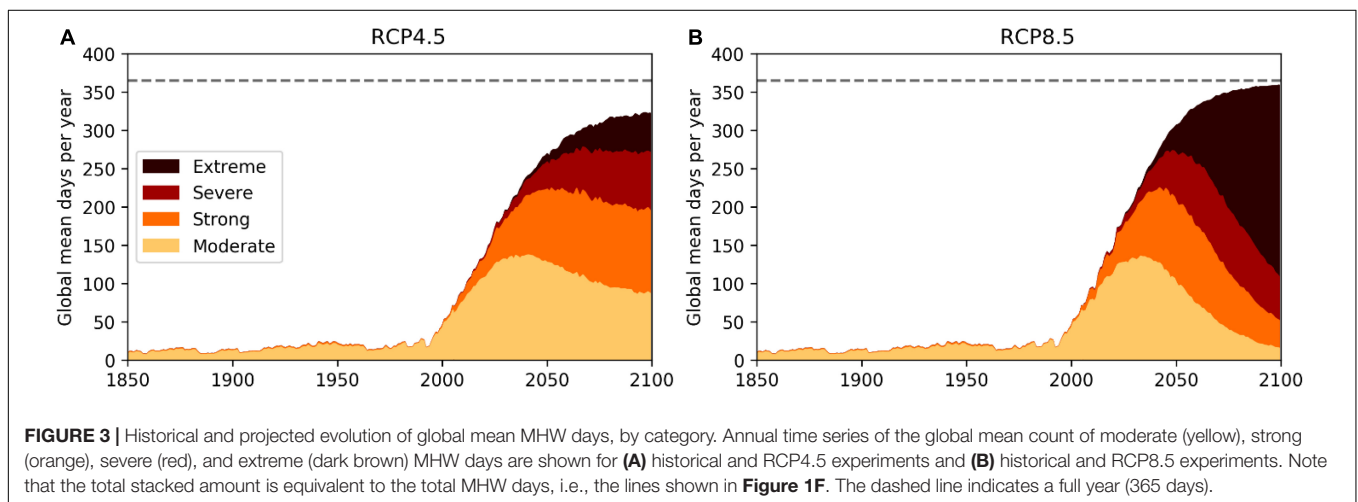 A
RCP4.5
Global mean days per year
400
350
300
250
200
150
100
50
0
Extreme
Severe
Strong
Moderate
1850
1900
1950
2000
2050
2100
B
RCP8.5
Global mean days per year
400
350
300
250
200
150
100
50
0
1850
1900
1950
2000
2050
2100
FIGURE 3 | Historical and projected evolution of global mean MHW days, by category. Annual time series of the global mean count of moderate (yellow), strong
(orange), severe (red), and extreme (dark brown) MHW days are shown for (A) historical and RCP4.5 experiments and (B) historical and RCP8.5 experiments. Note
that the total stacked amount is equivalent to the total MHW days, i.e., the lines shown in Figure 1F. The dashed line indicates a full year (365 days).